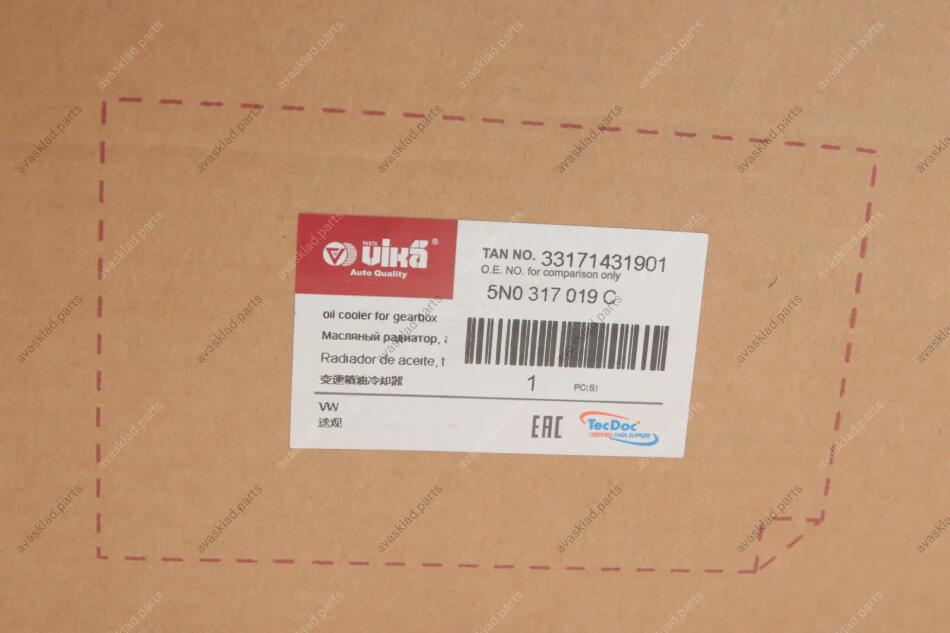 PARTS
vika®
Auto Quality
TAN NO. 33171431901
O.E. NO. for comparison only
5N0 317 019 C
oil cooler for gearbox
Масляный радиатор, а
Radiador de aceite, t
变速箱油冷却器
1 PC(S)
VW
途观
EAC
TecDoc
CERTIFIED DATA SUPPLIER
avasklad.parts